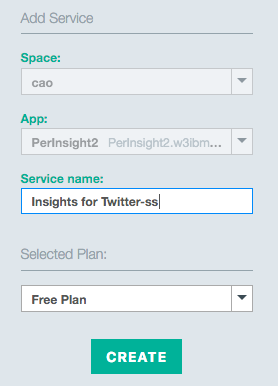 Add Service
Space:
cao
App:
PerInsight2 PerInsight2.w3ibm...
Service name:
Insights for Twitter-ss
Selected Plan:
Free Plan
CREATE